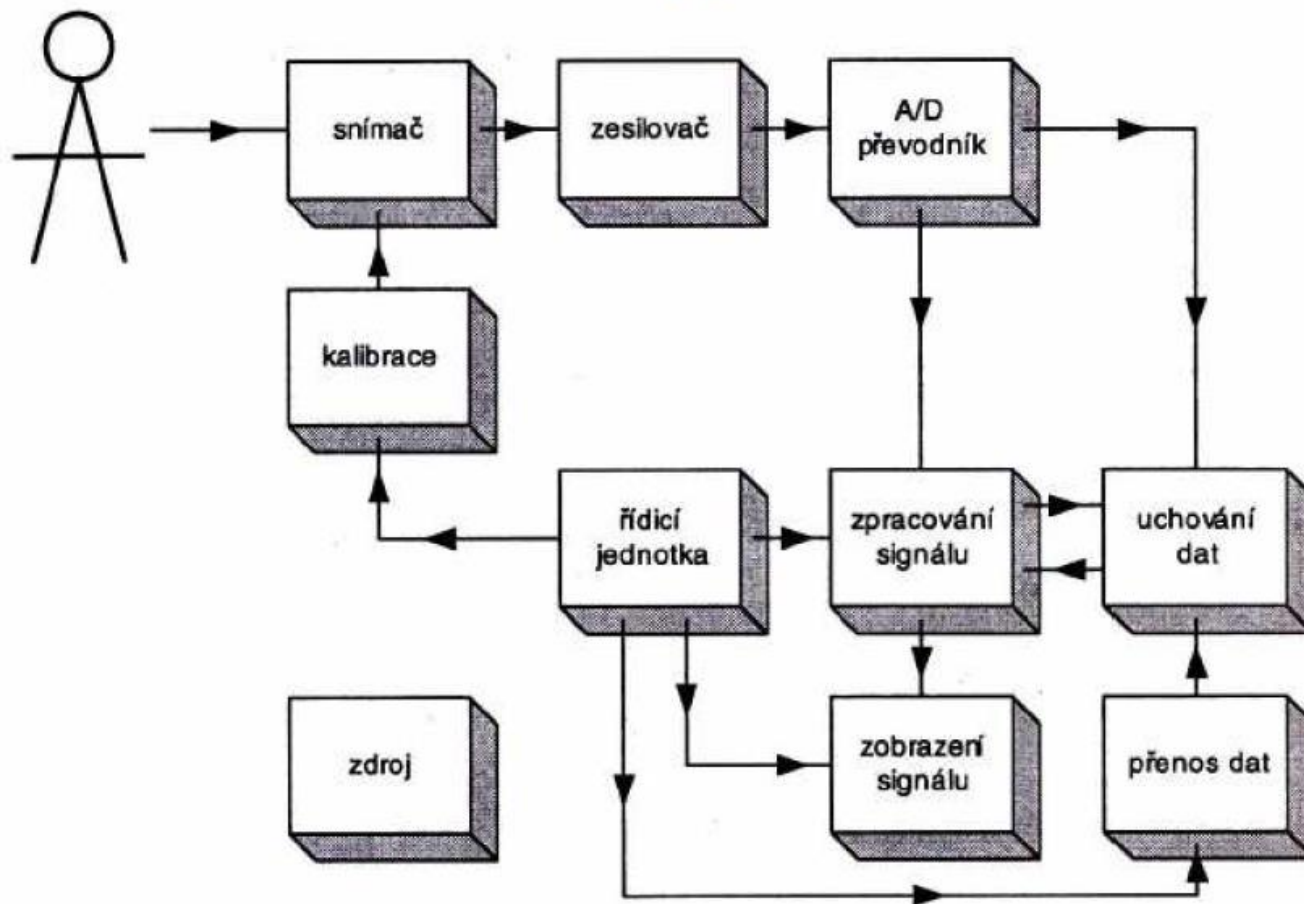 snímač
zesilovač
A/D
převodník
kalibrace
řídicí
jednotka
zpracování
signálu
uchování
dat
zdroj
zobrazení
signálu
přenos dat